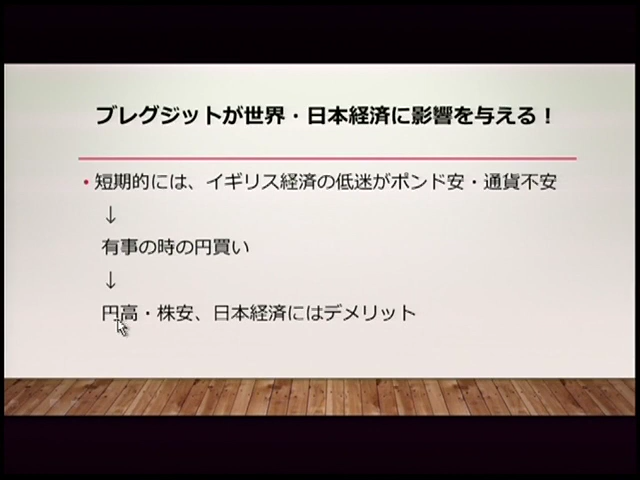 ブレグジットが世界・日本経済に影響を与える！
• 短期的には、イギリス経済の低迷がポンド安・通貨不安
↓
有事の時の円買い
↓
円高・株安、日本経済にはデメリット